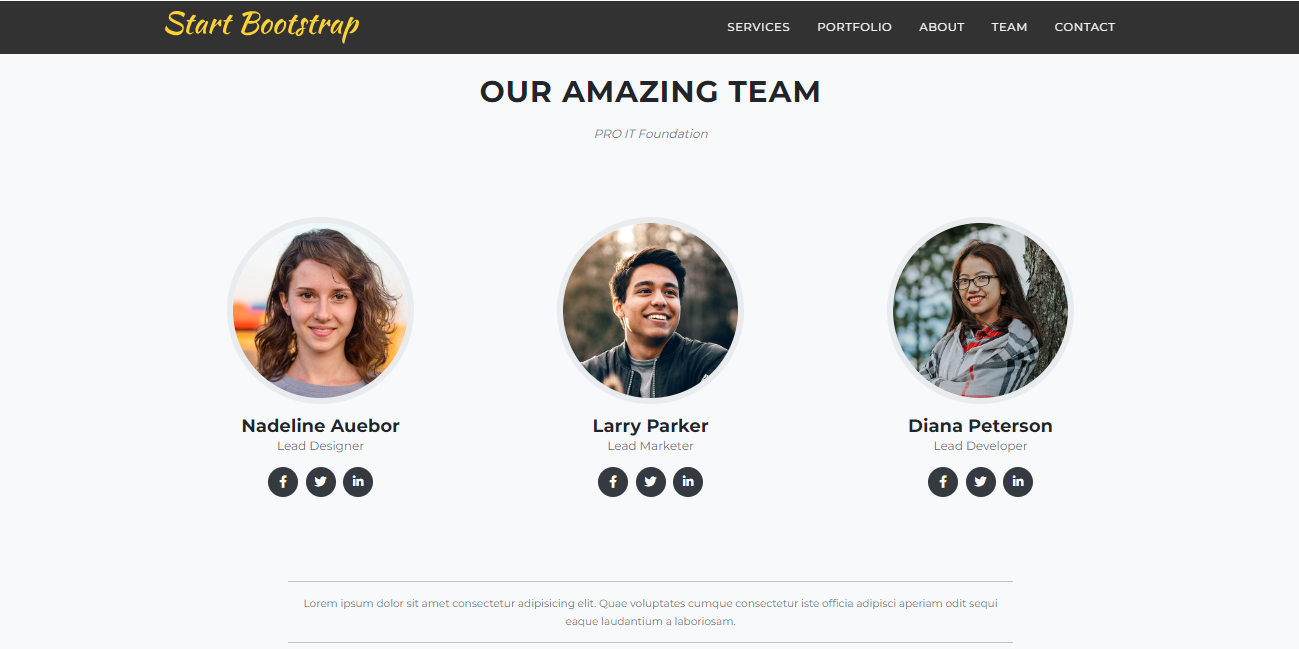 Start Bootstrap
SERVICES PORTFOLIO ABOUT TEAM CONTACT
OUR AMAZING TEAM
PRO IT Foundation
Nadeline Auebor
Lead Designer
Larry Parker
Lead Marketer
Diana Peterson
Lead Developer
Lorem ipsum dolor sit amet consectetur adipisicing elit. Quae voluptates cumque consectetur iste officia adipisci aperiam odit sequi
eaque laudantium a laboriosam.